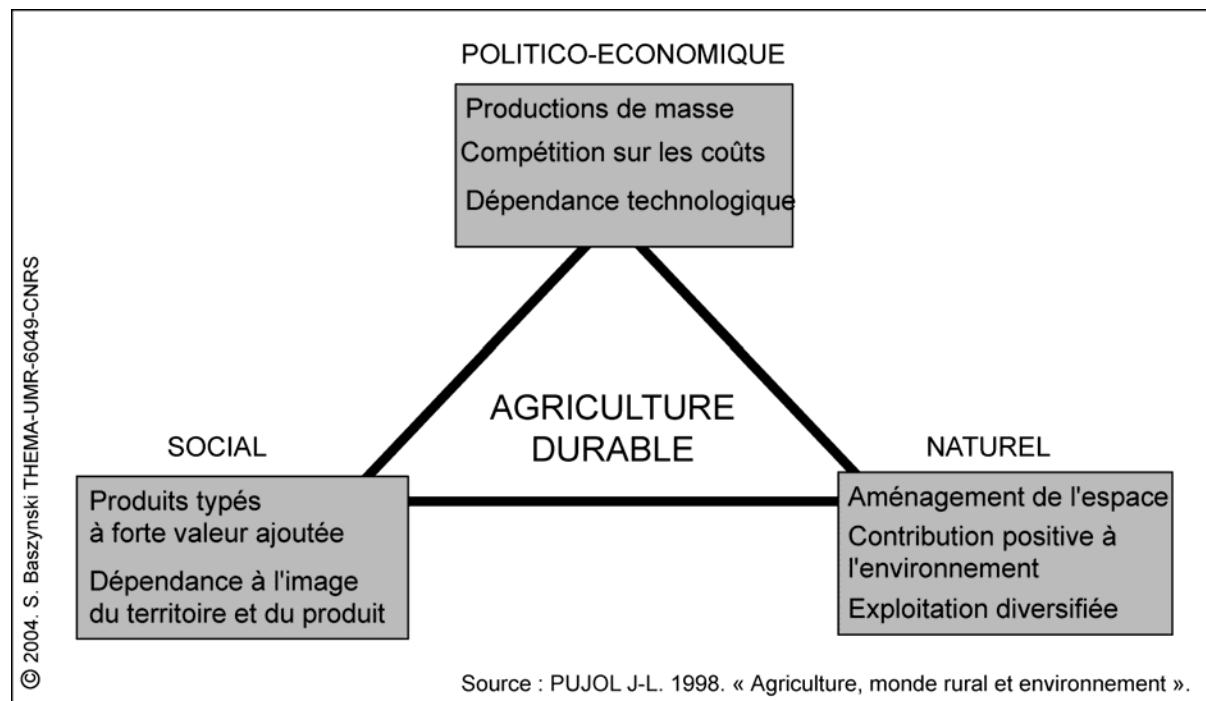 POLITICO-ECONOMIQUE
Productions de masse
Compétition sur les coûts
Dépendance technologique
AGRICULTURE
DURABLE
SOCIAL
Produits typés
à forte valeur ajoutée
Dépendance à l'image
du territoire et du produit
NATUREL
Aménagement de l'espace
Contribution positive à
l'environnement
Exploitation diversifiée
© 2004. S. Baszynski THEMA-UMR-6049-CNRS
Source : PUJOL J-L. 1998. « Agriculture, monde rural et environnement ».